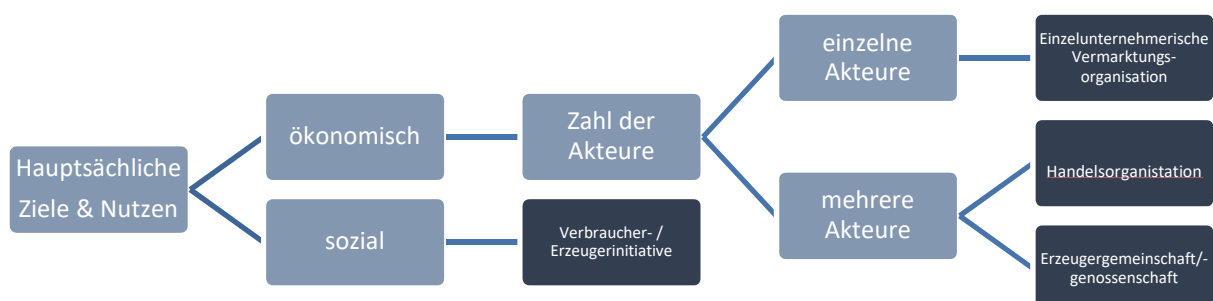 Hauptsächliche
Ziele & Nutzen
ökonomisch
sozial
Zahl der
Akteure
Verbraucher- /
Erzeugerinitiative
einzelne
Akteure
mehrere
Akteure
Einzelunternehmerische
Vermarktungs-
organisation
Handelsorganistation
Erzeugergemeinschaft/-
genossenschaft